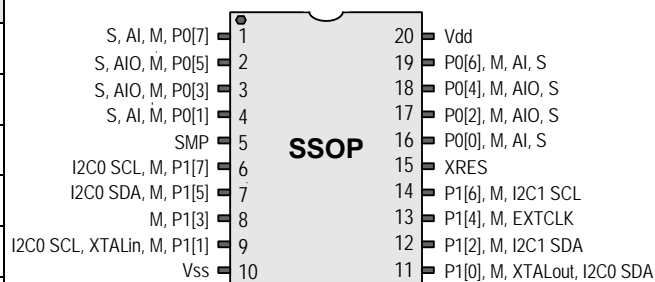 S, AI, M, P0[7] 1 20 Vdd
S, AIO, M, P0[5] 2 19 P0[6], M, AI, S
S, AIO, M, P0[3] 3 18 P0[4], M, AIO, S
S, AI, M, P0[1] 4 17 P0[2], M, AIO, S
SMP 5 SSOP 16 P0[0], M, AI, S
I2C0 SCL, M, P1[7] 6 15 XRES
I2C0 SDA, M, P1[5] 7 14 P1[6], M, I2C1 SCL
M, P1[3] 8 13 P1[4], M, EXTCLK
I2C0 SCL, XTALin, M, P1[1] 9 12 P1[2], M, I2C1 SDA
Vss 10 11 P1[0], M, XTALout, I2C0 SDA